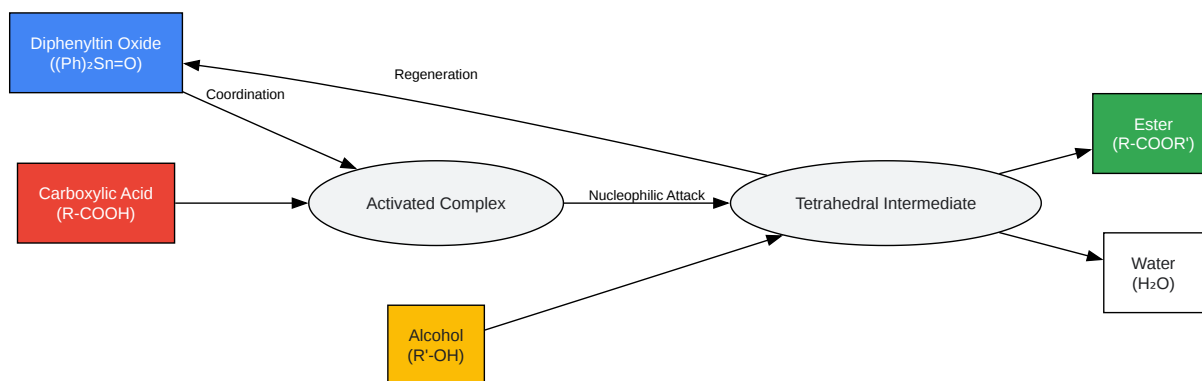 Diphenyltin Oxide
((Ph)₂Sn=O)
Regeneration
Coordination
Ester
(R-COOR')
Carboxylic Acid
(R-COOH)
Activated Complex
Nucleophilic Attack
Tetrahedral Intermediate
Water
(H₂O)
Alcohol
(R'-OH)